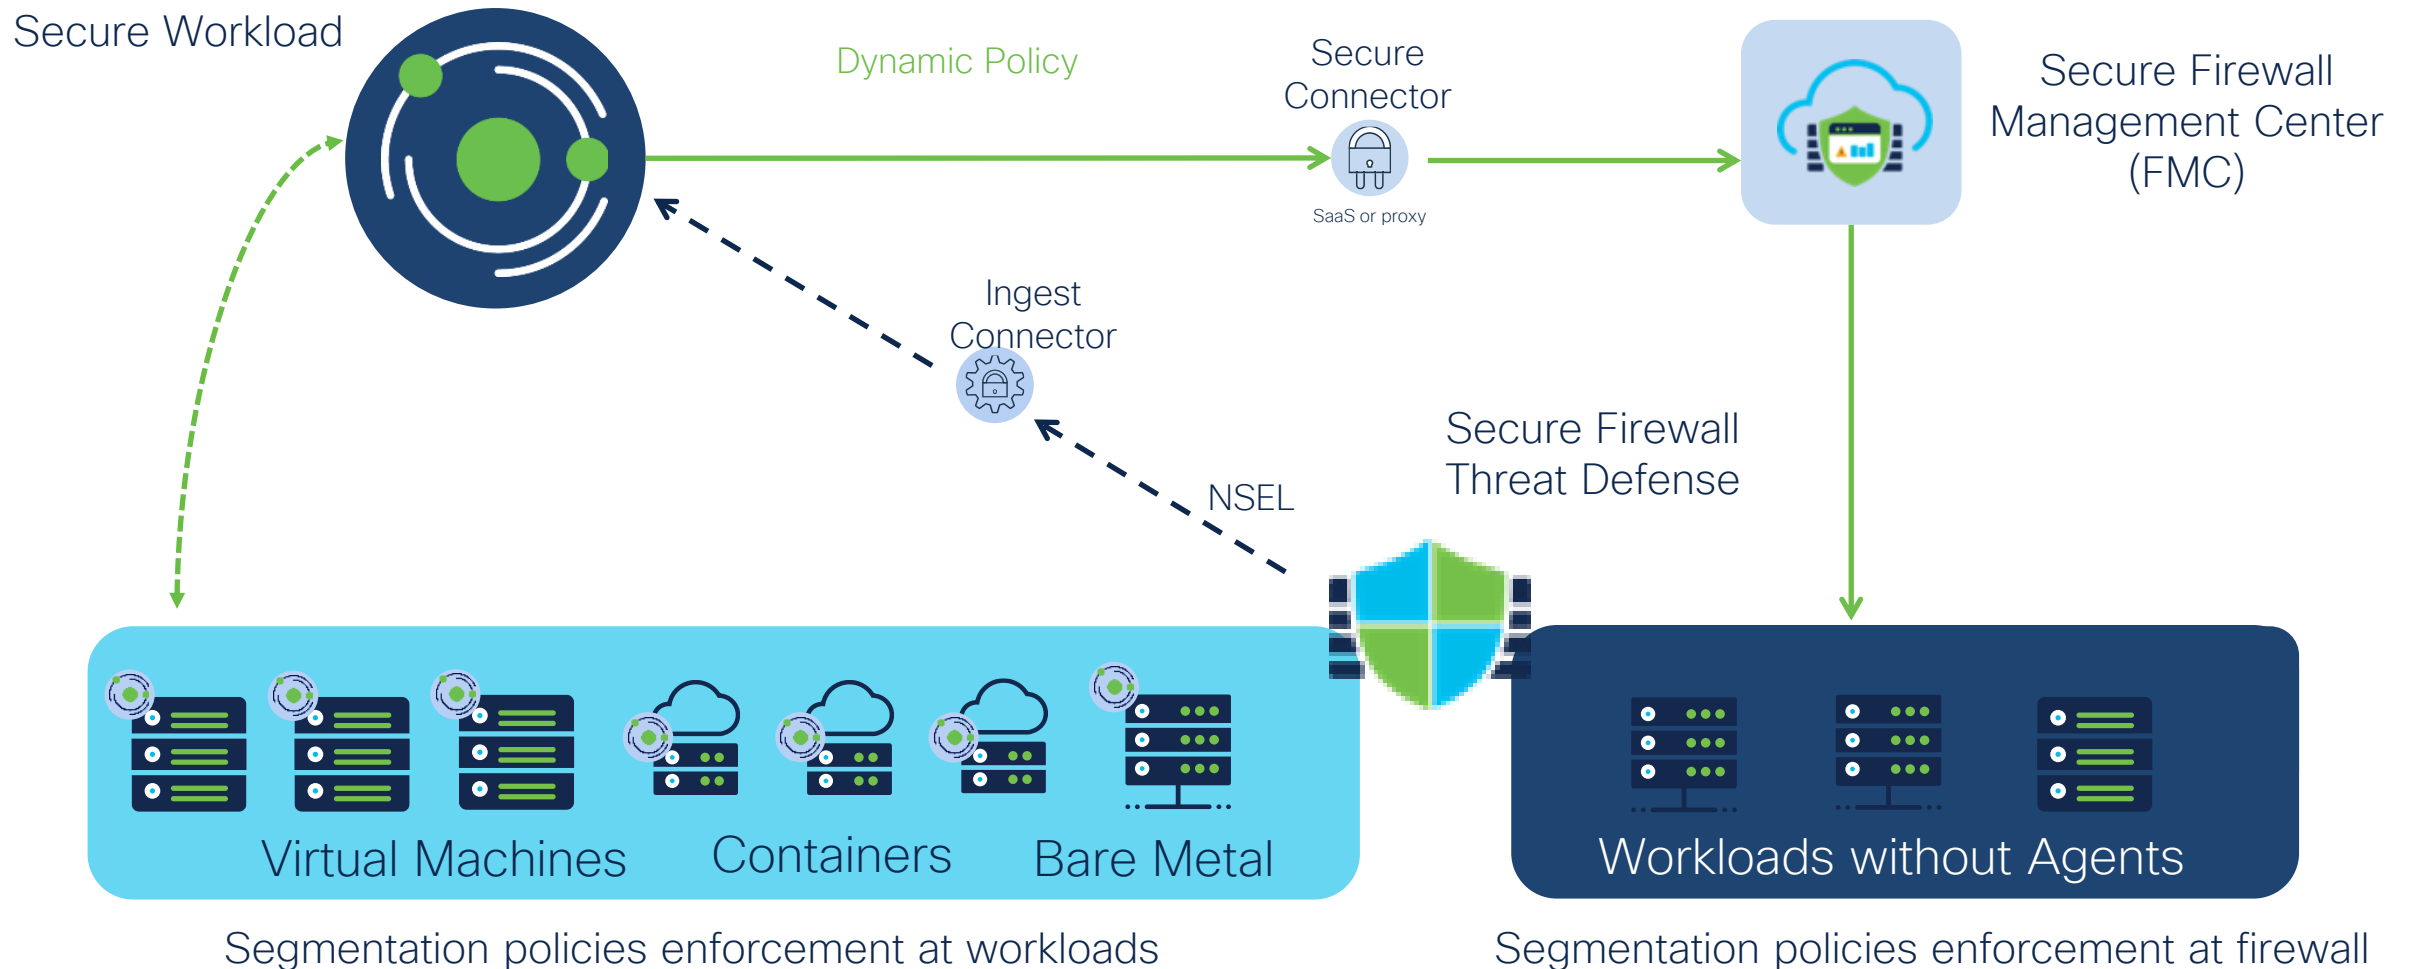 Secure Workload
Dynamic Policy
Secure
Connector
SaaS or proxy
Secure Firewall
Management Center
(FMC)
Ingest
Connector
NSEL
Secure Firewall
Threat Defense
Virtual Machines
Containers
Bare Metal
Workloads without Agents
Segmentation policies enforcement at workloads
Segmentation policies enforcement at firewall